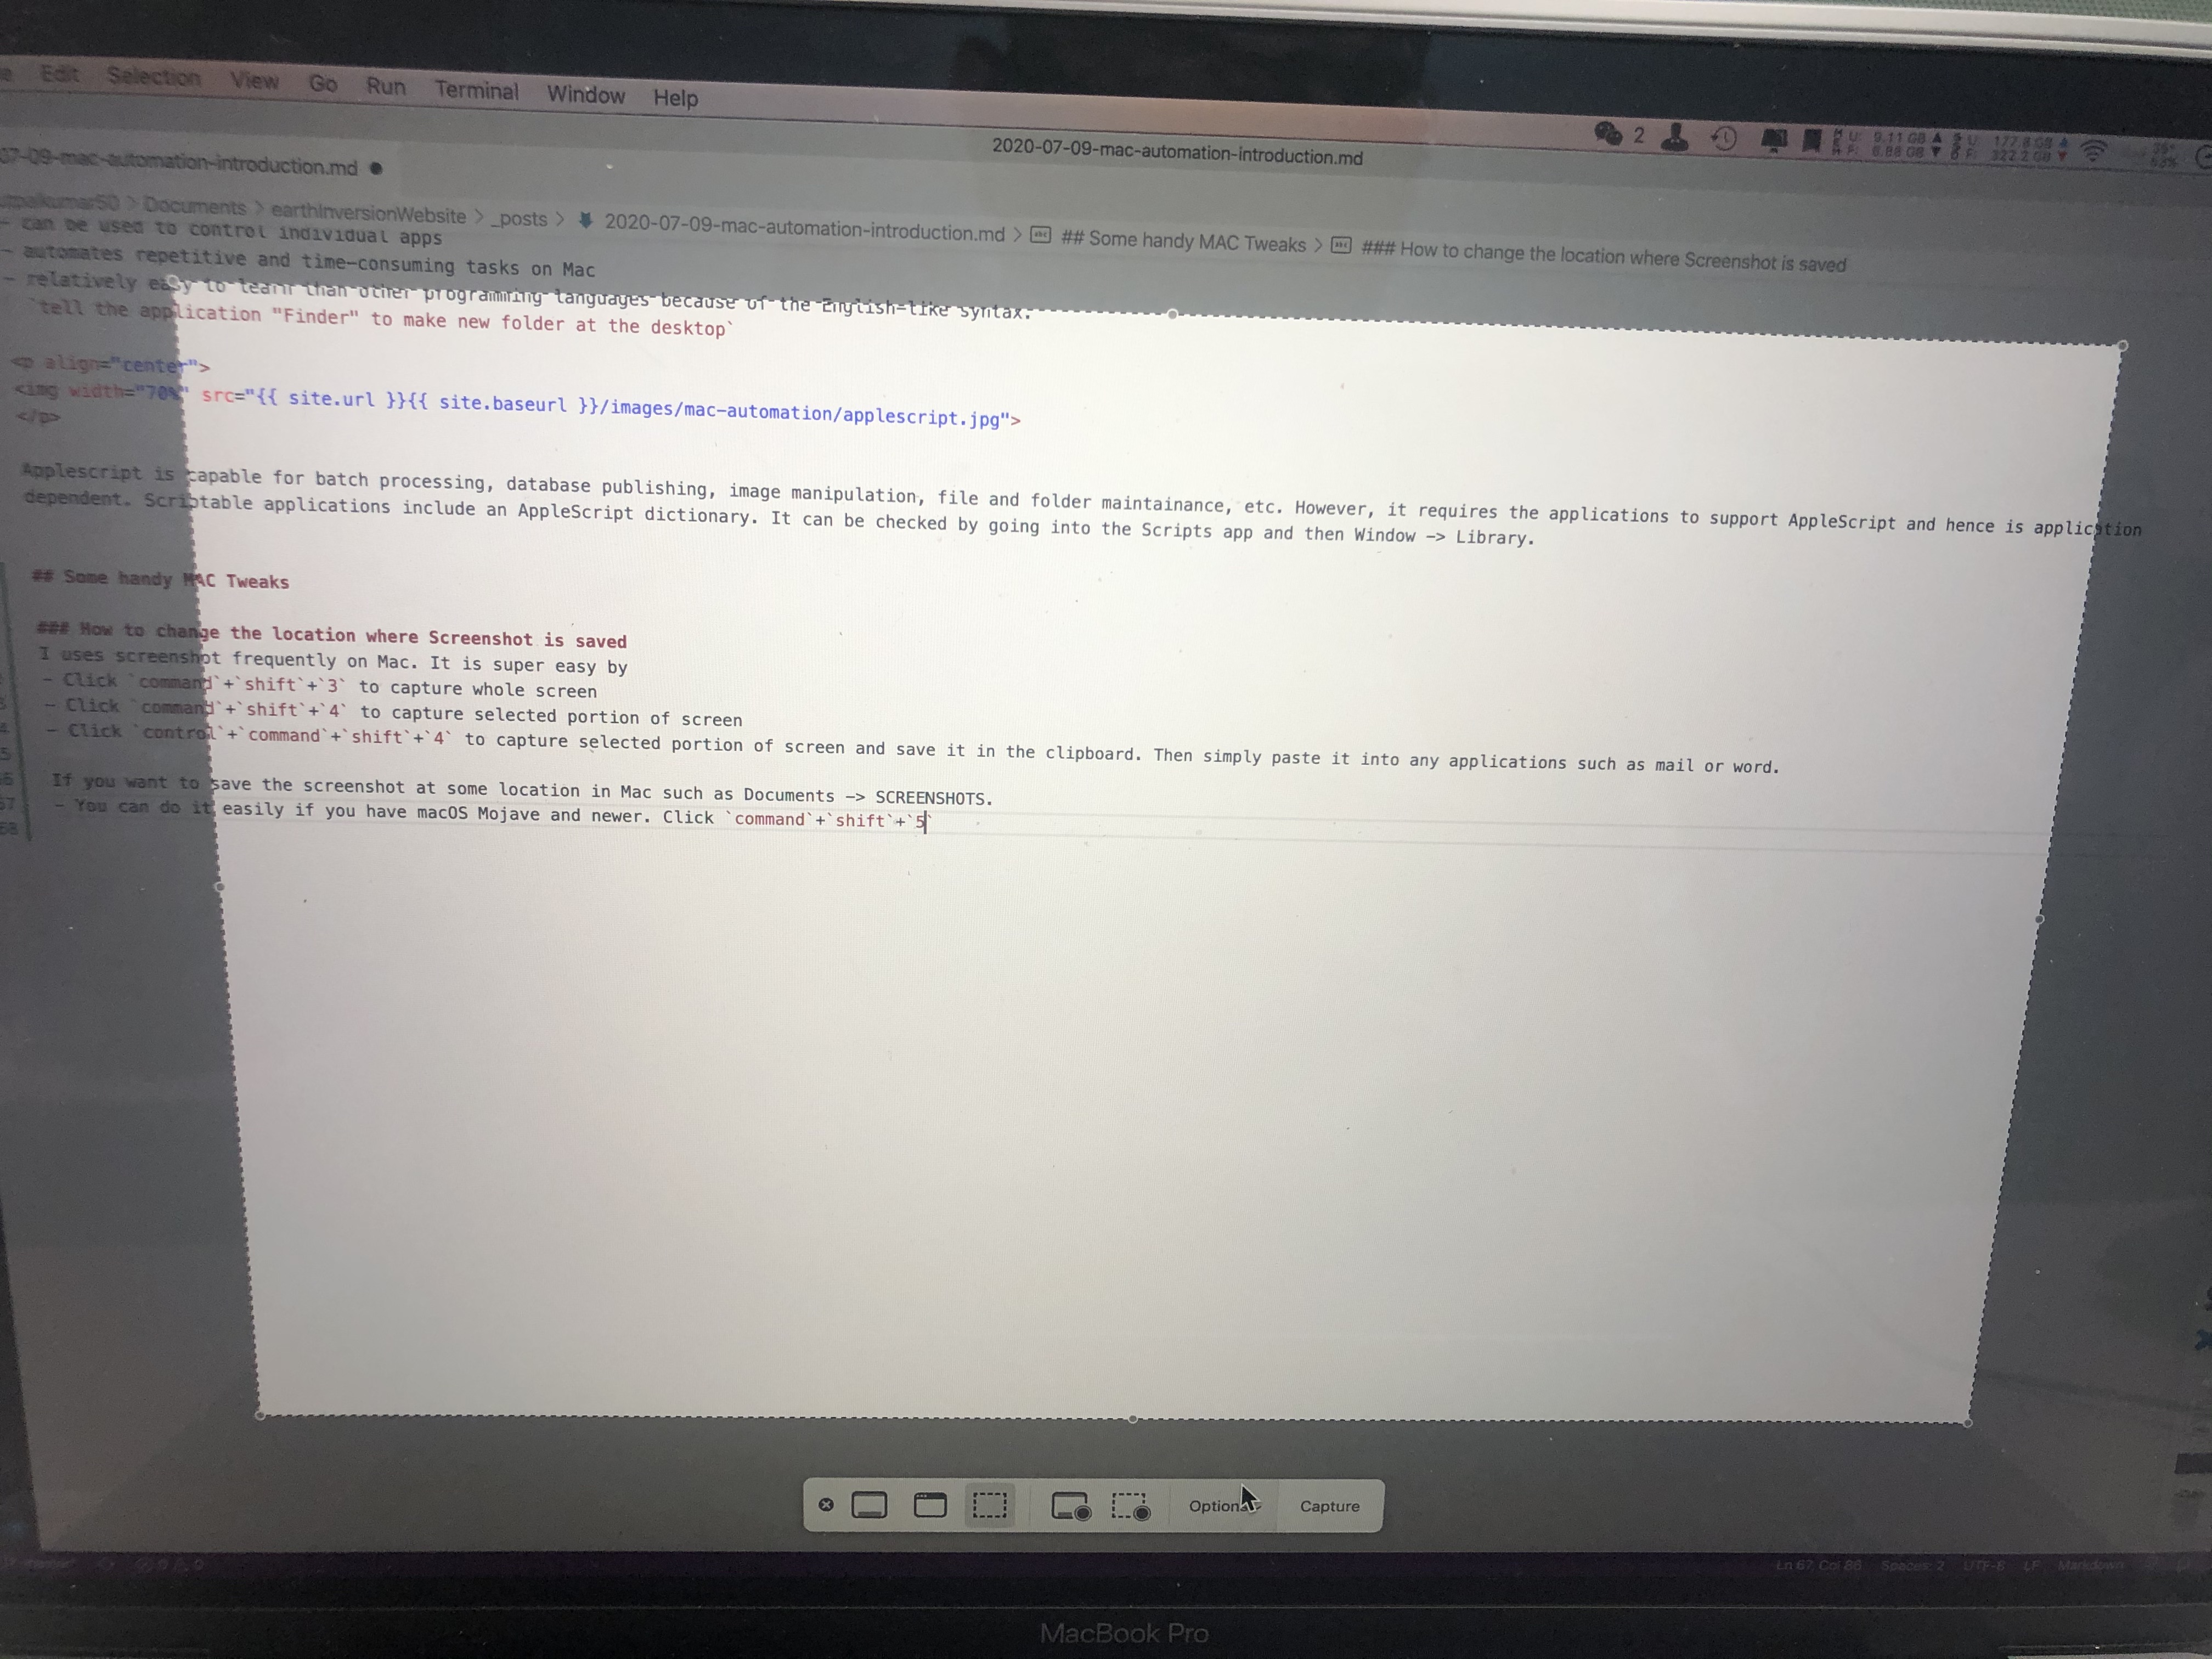 Edit Selection View Go Run Terminal Window Help
2
2020-07-09-mac-automation-introduction.md
07-09-mac-automation-introduction.md
Documents > earthInversionWebsite > _posts > 2020-07-09-mac-automation-introduction.md > ## Some handy MAC Tweaks > ### How to change the location where Screenshot is saved
- can be used to control individual apps
- automates repetitive and time-consuming tasks on Mac
- relatively easy to learn than other programming languages because of the English-like syntax.
`tell the application "Finder" to make new folder at the desktop`
<p align="center">
<img width="70%" src="{{ site.url }}{{ site.baseurl }}/images/mac-automation/applescript.jpg">
</p>
Applescript is capable for batch processing, database publishing, image manipulation, file and folder maintainance, etc. However, it requires the applications to support AppleScript and hence is application
dependent. Scriptable applications include an AppleScript dictionary. It can be checked by going into the Scripts app and then Window -> Library.
## Some handy MAC Tweaks
### How to change the location where Screenshot is saved
I uses screenshot frequently on Mac. It is super easy by
- Click `command`+`shift`+`3` to capture whole screen
- Click `command`+`shift`+`4` to capture selected portion of screen
- Click `control`+`command`+`shift`+`4` to capture selected portion of screen and save it in the clipboard. Then simply paste it into any applications such as mail or word.
If you want to save the screenshot at some location in Mac such as Documents -> SCREENSHOTS.
- You can do it easily if you have macOS Mojave and newer. Click `command`+`shift`+`5`
Options Capture
Ln 67, Col 86 Spaces: 2 UTF-8 LF Markdown
MacBook Pro